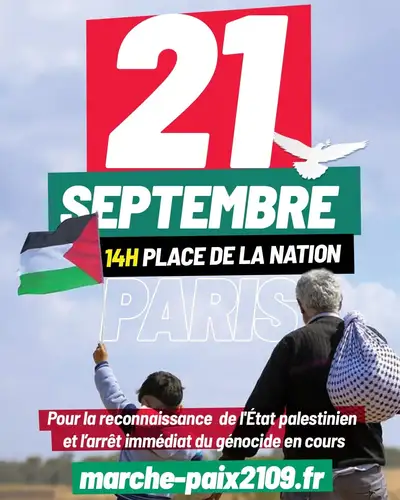 21
SEPTEMBRE
14H PLACE DE LA NATION
PARIS
Pour la reconnaissance de l'État palestinien
et l'arrêt immédiat du génocide en cours
marche-paix2109.fr